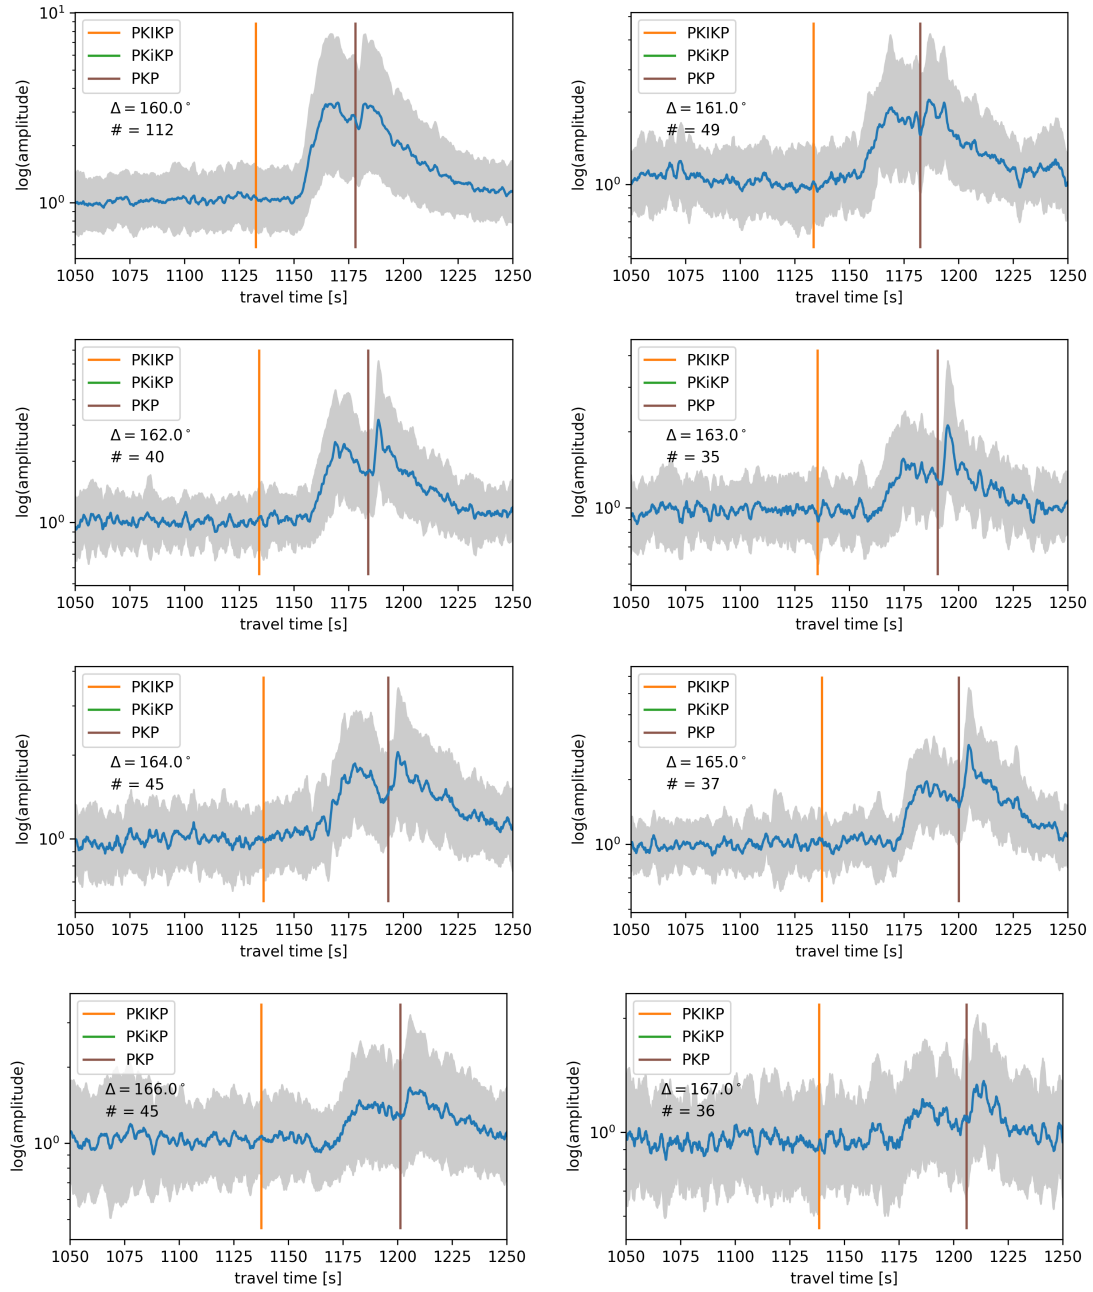 10¹
10⁰
log(amplitude)
PKIKP
PKiKP
PKP
Δ = 160.0°
# = 112
1050 1075 1100 1125 1150 1175 1200 1225 1250
travel time [s]
10⁰
log(amplitude)
PKIKP
PKiKP
PKP
Δ = 161.0°
# = 49
1050 1075 1100 1125 1150 1175 1200 1225 1250
travel time [s]
10⁰
log(amplitude)
PKIKP
PKiKP
PKP
Δ = 162.0°
# = 40
1050 1075 1100 1125 1150 1175 1200 1225 1250
travel time [s]
10⁰
log(amplitude)
PKIKP
PKiKP
PKP
Δ = 163.0°
# = 35
1050 1075 1100 1125 1150 1175 1200 1225 1250
travel time [s]
10⁰
log(amplitude)
PKIKP
PKiKP
PKP
Δ = 164.0°
# = 45
1050 1075 1100 1125 1150 1175 1200 1225 1250
travel time [s]
10⁰
log(amplitude)
PKIKP
PKiKP
PKP
Δ = 165.0°
# = 37
1050 1075 1100 1125 1150 1175 1200 1225 1250
travel time [s]
10⁰
log(amplitude)
PKIKP
PKiKP
PKP
Δ = 166.0°
# = 45
1050 1075 1100 1125 1150 1175 1200 1225 1250
travel time [s]
10⁰
log(amplitude)
PKIKP
PKiKP
PKP
Δ = 167.0°
# = 36
1050 1075 1100 1125 1150 1175 1200 1225 1250
travel time [s]